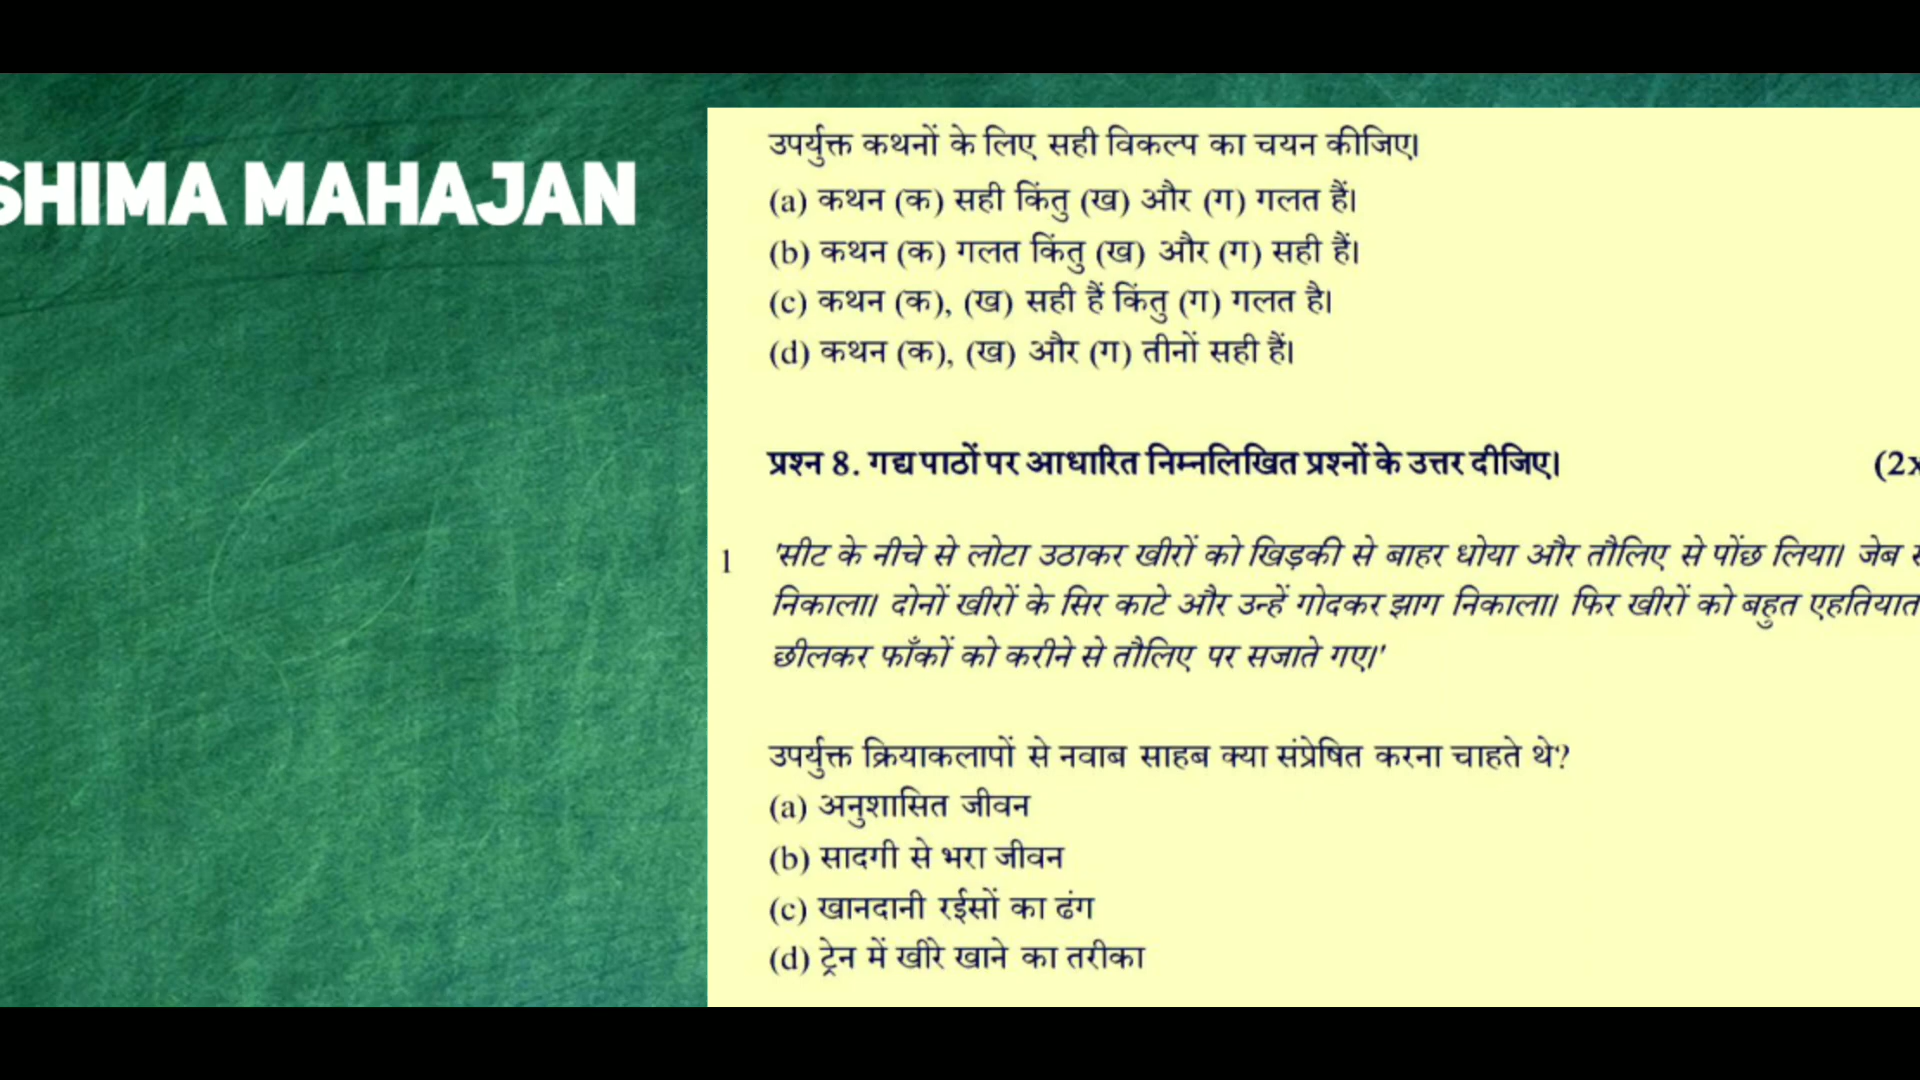 SHIMA MAHAJAN
उपर्युक्त कथनों के लिए सही विकल्प का चयन कीजिए।
(a) कथन (क) सही किंतु (ख) और (ग) गलत हैं।
(b) कथन (क) गलत किंतु (ख) और (ग) सही हैं।
(c) कथन (क), (ख) सही हैं किंतु (ग) गलत है।
(d) कथन (क), (ख) और (ग) तीनों सही हैं।
प्रश्न 8. गद्य पाठों पर आधारित निम्नलिखित प्रश्नों के उत्तर दीजिए। (2x
1 'सीट के नीचे से लोटा उठाकर खीरों को खिड़की से बाहर धोया और तौलिए से पोंछ लिया। जेब
निकाला। दोनों खीरों के सिर काटे और उन्हें गोदकर झाग निकाला। फिर खीरों को बहुत एहतियात
छीलकर फाँकों को करीने से तौलिए पर सजाते गए।'
उपर्युक्त क्रियाकलापों से नवाब साहब क्या संप्रेषित करना चाहते थे?
(a) अनुशासित जीवन
(b) सादगी से भरा जीवन
(c) खानदानी रईसों का ढंग
(d) ट्रेन में खीरे खाने का तरीका